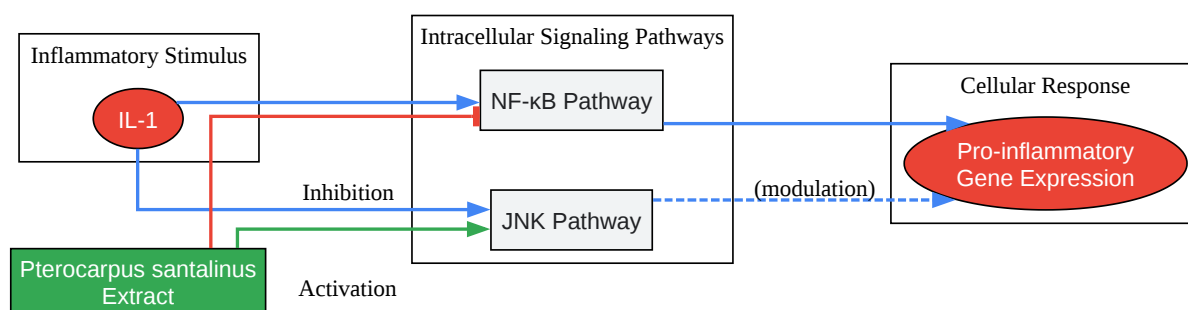 Inflammatory Stimulus
IL-1
Intracellular Signaling Pathways
NF-κB Pathway
Inhibition
JNK Pathway
(modulation)
Cellular Response
Pro-inflammatory
Gene Expression
Pterocarpus santalinus
Extract
Activation